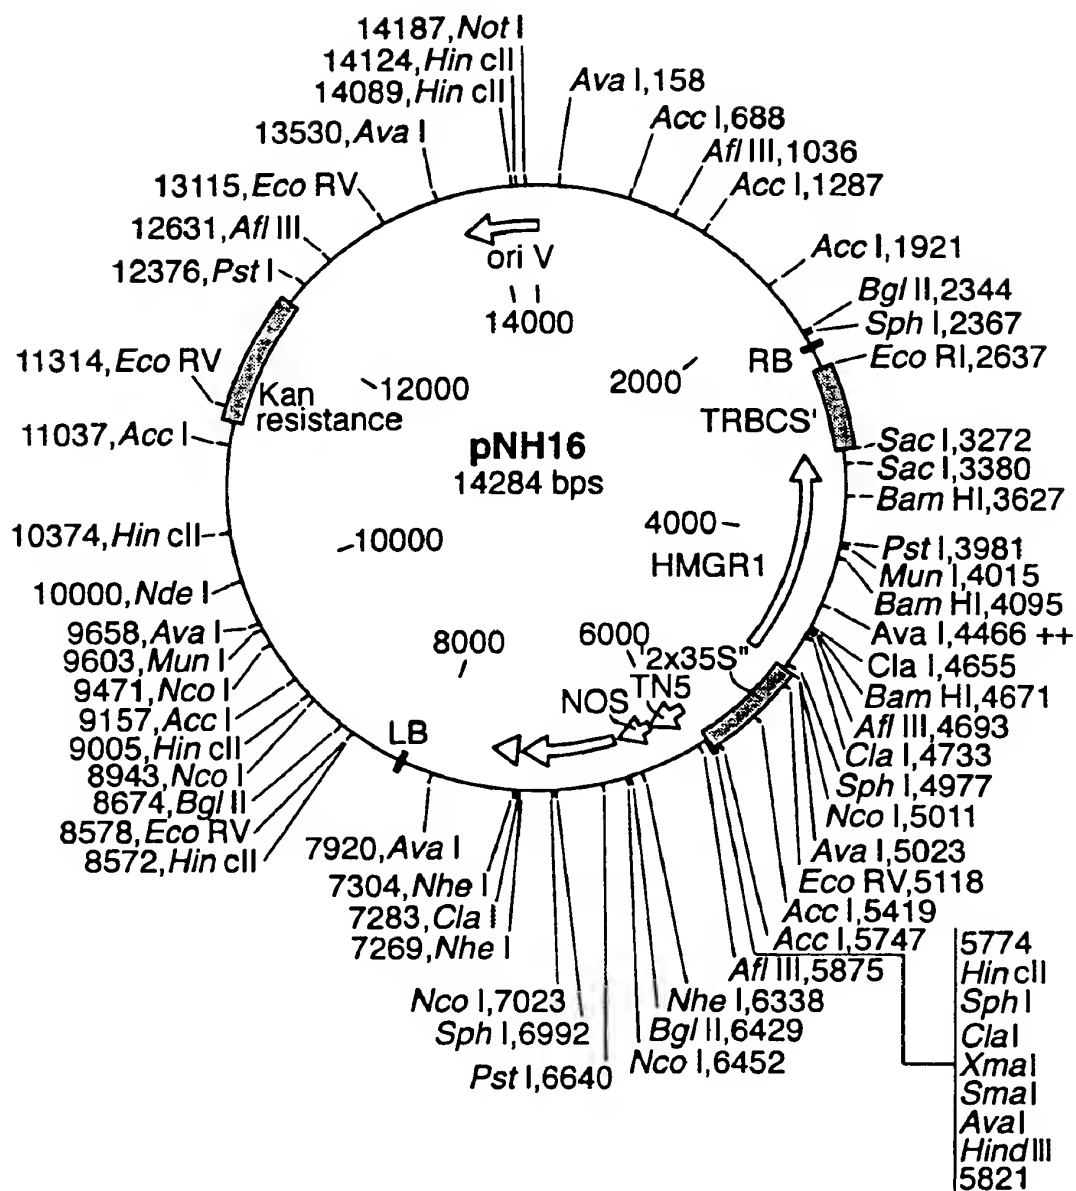 14187, Not I
14124, Hin cII
14089, Hin cII
13530, Ava I
13115, Eco RV
12631, Afl III
12376, Pst I
11314, Eco RV
11037, Acc I
10374, Hin cII
10000, Nde I
9658, Ava I
9603, Mun I
9471, Nco I
9157, Acc I
9005, Hin cII
8943, Nco I
8674, Bgl II
8578, Eco RV
8572, Hin cII
7920, Ava I
7304, Nhe I
7283, Cla I
7269, Nhe I
Nco I, 7023
Sph I, 6992
Pst I, 6640
Ava I, 158
Acc I, 688
Afl III, 1036
Acc I, 1287
Acc I, 1921
Bgl II, 2344
Sph I, 2367
Eco RI, 2637
Sac I, 3272
Sac I, 3380
Bam HI, 3627
Pst I, 3981
Mun I, 4015
Bam HI, 4095
Ava I, 4466 ++
Cla I, 4655
Bam HI, 4671
Afl III, 4693
Cla I, 4733
Sph I, 4977
Nco I, 5011
Ava I, 5023
Eco RV, 5118
Acc I, 5419
Acc I, 5747
Afl III, 5875
Nhe I, 6338
Bgl II, 6429
Nco I, 6452
5774
Hin cII
Sph I
Cla I
Xma I
Sma I
Ava I
Hind III
5821
ori V
14000
2000
RB
12000
Kan
resistance
TRBCS'
pNH16
14284 bps
4000
10000
HMGR1
8000
6000
2x35S"
TN5
NOS
LB